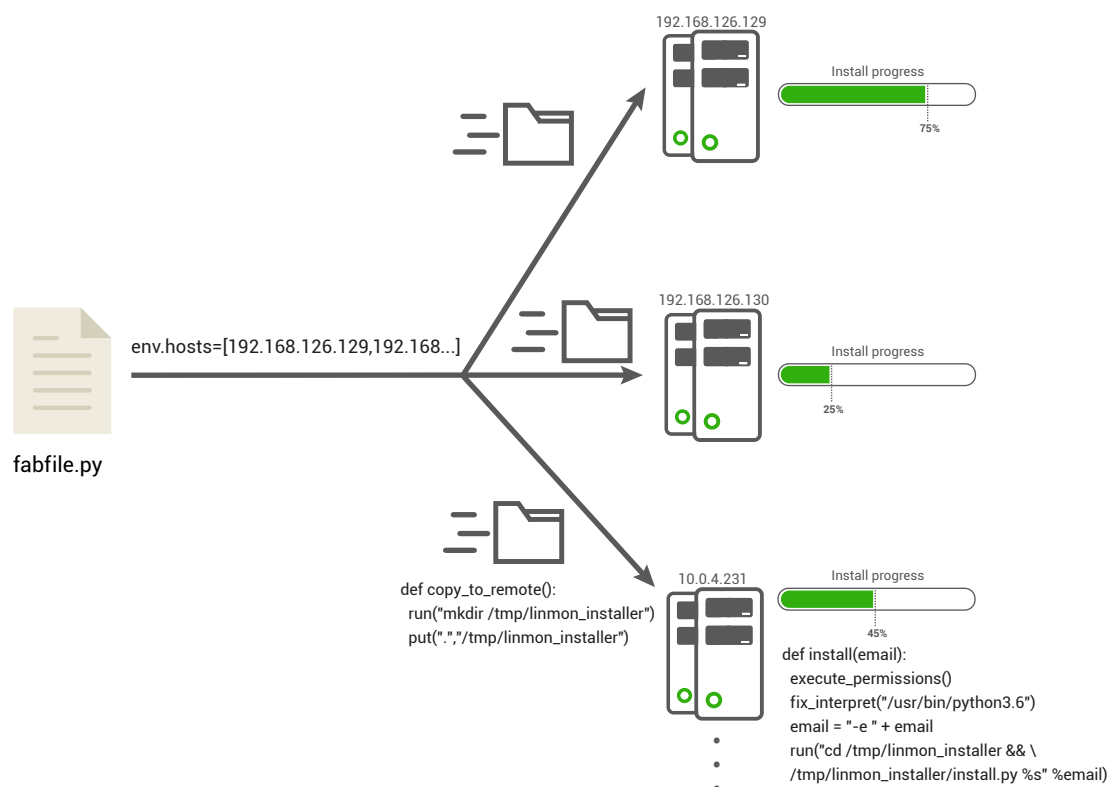 192.168.126.129
Install progress
75%
192.168.126.130
env.hosts=[192.168.126.129,192.168...]
Install progress
25%
fabfile.py
10.0.4.231
Install progress
45%
def copy_to_remote():
run("mkdir /tmp/linmon_installer")
put(".","/tmp/linmon_installer")
def install(email):
execute_permissions()
fix_interpret("/usr/bin/python3.6")
email = "-e " + email
run("cd /tmp/linmon_installer && \
/tmp/linmon_installer/install.py %s" %email)